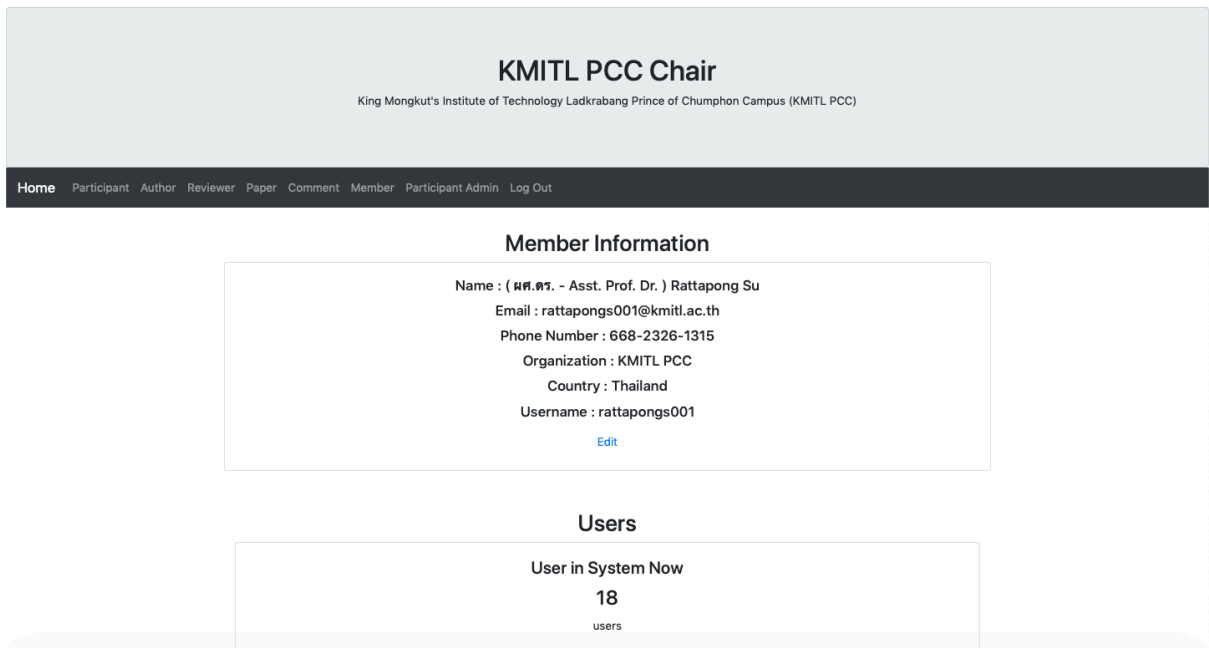 KMITL PCC Chair
King Mongkut's Institute of Technology Ladkrabang Prince of Chumphon Campus (KMITL PCC)
Home Participant Author Reviewer Paper Comment Member Participant Admin Log Out
Member Information
Name : ( ผศ.ดร. - Asst. Prof. Dr. ) Rattapong Su
Email : rattapongs001@kmitl.ac.th
Phone Number : 668-2326-1315
Organization : KMITL PCC
Country : Thailand
Username : rattapongs001
Edit
Users
User in System Now
18
users